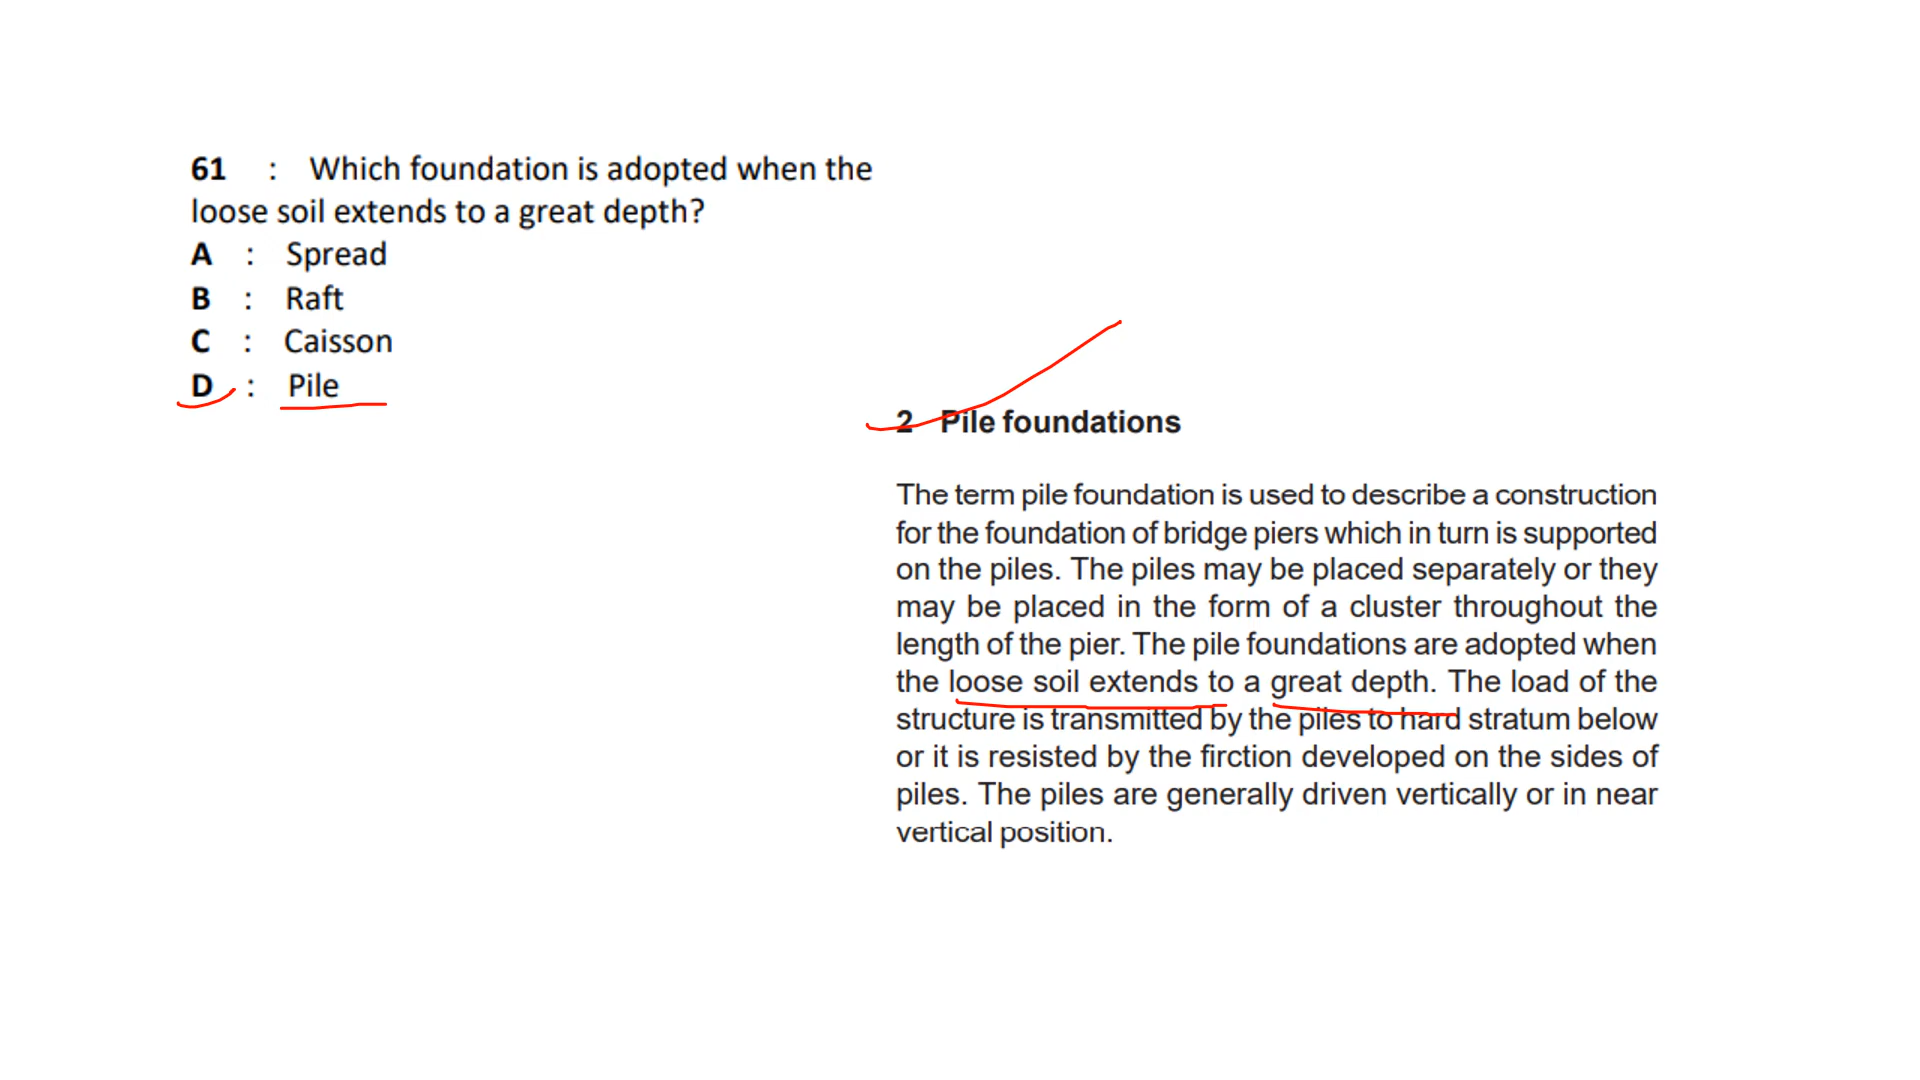 61 : Which foundation is adopted when the
loose soil extends to a great depth?
A : Spread
B : Raft
C : Caisson
D : Pile
2 Pile foundations
The term pile foundation is used to describe a construction
for the foundation of bridge piers which in turn is supported
on the piles. The piles may be placed separately or they
may be placed in the form of a cluster throughout the
length of the pier. The pile foundations are adopted when
the loose soil extends to a great depth. The load of the
structure is transmitted by the piles to hard stratum below
or it is resisted by the firction developed on the sides of
piles. The piles are generally driven vertically or in near
vertical position.